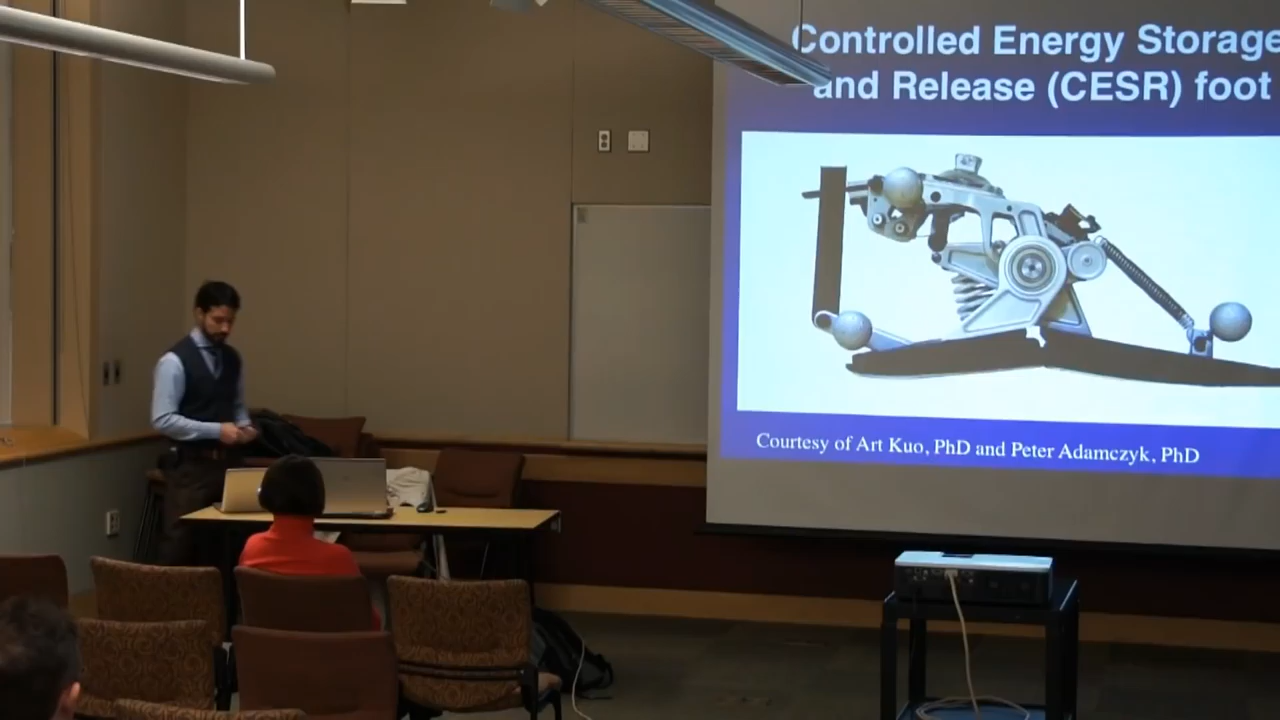 Controlled Energy Storage
and Release (CESR) foot
Courtesy of Art Kuo, PhD and Peter Adamczyk, PhD